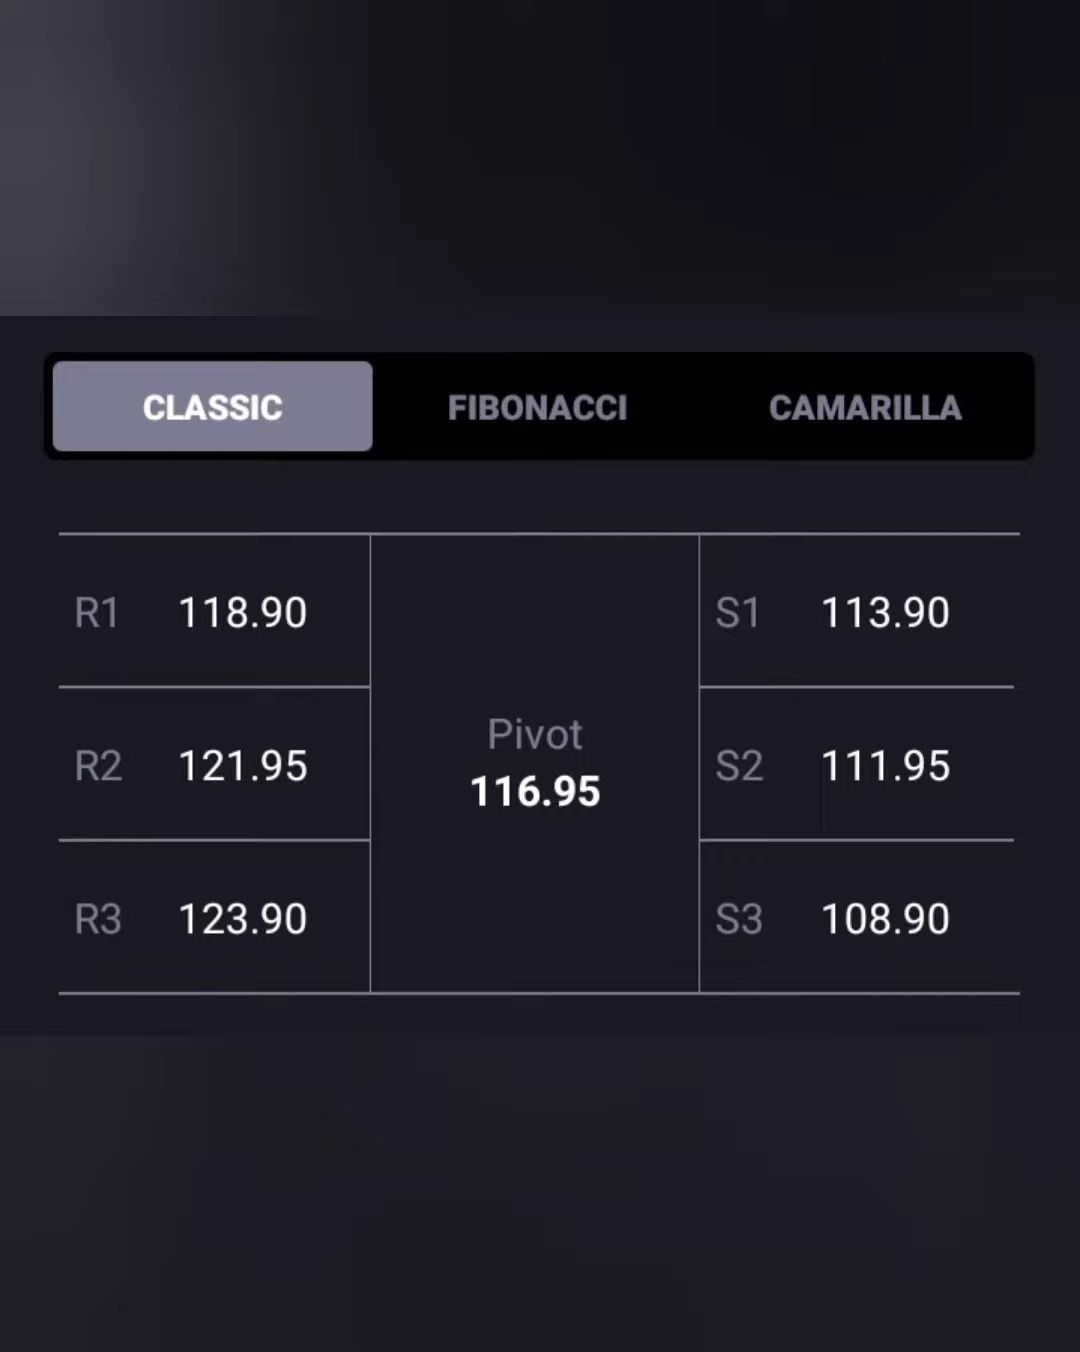 CLASSIC FIBONACCI CAMARILLA
R1 118.90 S1 113.90
Pivot
R2 121.95 S2 111.95
116.95
R3 123.90 S3 108.90